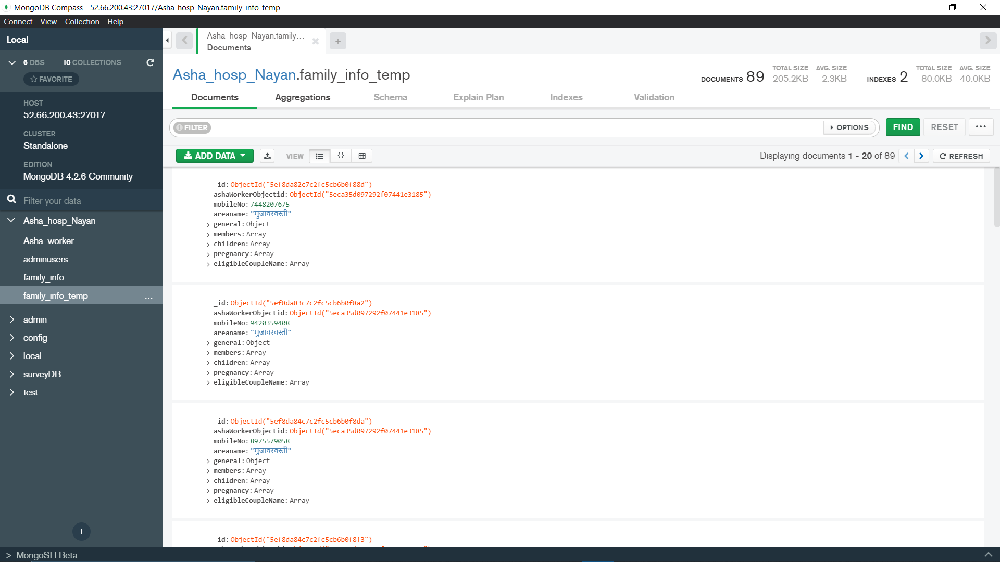 MongoDB Compass - 52.66.200.43:27017/Asha_hosp_Nayan.family_info_temp
Connect View Collection Help
Local
6 DBS 10 COLLECTIONS
FAVORITE
HOST
52.66.200.43:27017
CLUSTER
Standalone
EDITION
MongoDB 4.2.6 Community
Filter your data
Asha_hosp_Nayan
Asha_worker
adminusers
family_info
family_info_temp ...
admin
config
local
surveyDB
test
+
>_MongoSH Beta
Asha_hosp_Nayan.family...
Documents
+
Asha_hosp_Nayan.family_info_temp
DOCUMENTS 89 TOTAL SIZE 205.2KB AVG. SIZE 2.3KB INDEXES 2 TOTAL SIZE 80.0KB AVG. SIZE 40.0KB
Documents Aggregations Schema Explain Plan Indexes Validation
FILTER OPTIONS FIND RESET ...
ADD DATA VIEW {} Displaying documents 1 - 20 of 89 < > REFRESH
_id: ObjectId("5ef8da82c7c2fc5cb6b0f88d")
ashaWorkerObjectid: ObjectId("5eca35d097292f07441e3185")
mobileNo: 7448207675
areaname: "मुजावरवस्ती"
> general: Object
> members: Array
> children: Array
> pregnancy: Array
> eligibleCoupleName: Array
_id: ObjectId("5ef8da83c7c2fc5cb6b0f8a2")
ashaWorkerObjectid: ObjectId("5eca35d097292f07441e3185")
mobileNo: 9420359408
areaname: "मुजावरवस्ती"
> general: Object
> members: Array
> children: Array
> pregnancy: Array
> eligibleCoupleName: Array
_id: ObjectId("5ef8da84c7c2fc5cb6b0f8da")
ashaWorkerObjectid: ObjectId("5eca35d097292f07441e3185")
mobileNo: 8975579058
areaname: "मुजावरवस्ती"
> general: Object
> members: Array
> children: Array
> pregnancy: Array
> eligibleCoupleName: Array
_id: ObjectId("5ef8da84c7c2fc5cb6b0f8f3")